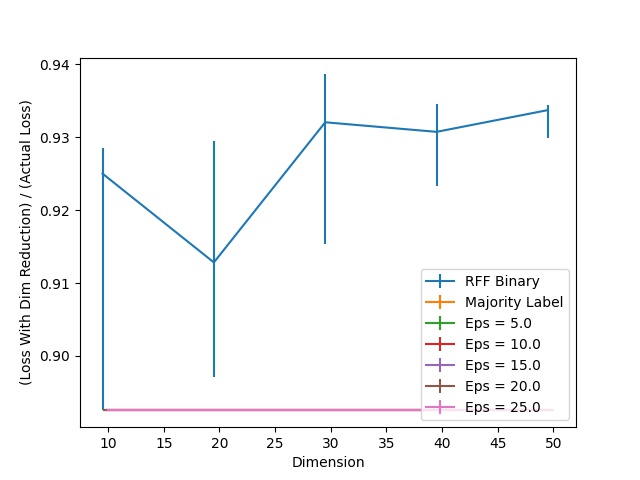 0.94
0.93
0.92
0.91
0.90
(Loss With Dim Reduction) / (Actual Loss)
RFF Binary
Majority Label
Eps = 5.0
Eps = 10.0
Eps = 15.0
Eps = 20.0
Eps = 25.0
10 15 20 25 30 35 40 45 50
Dimension